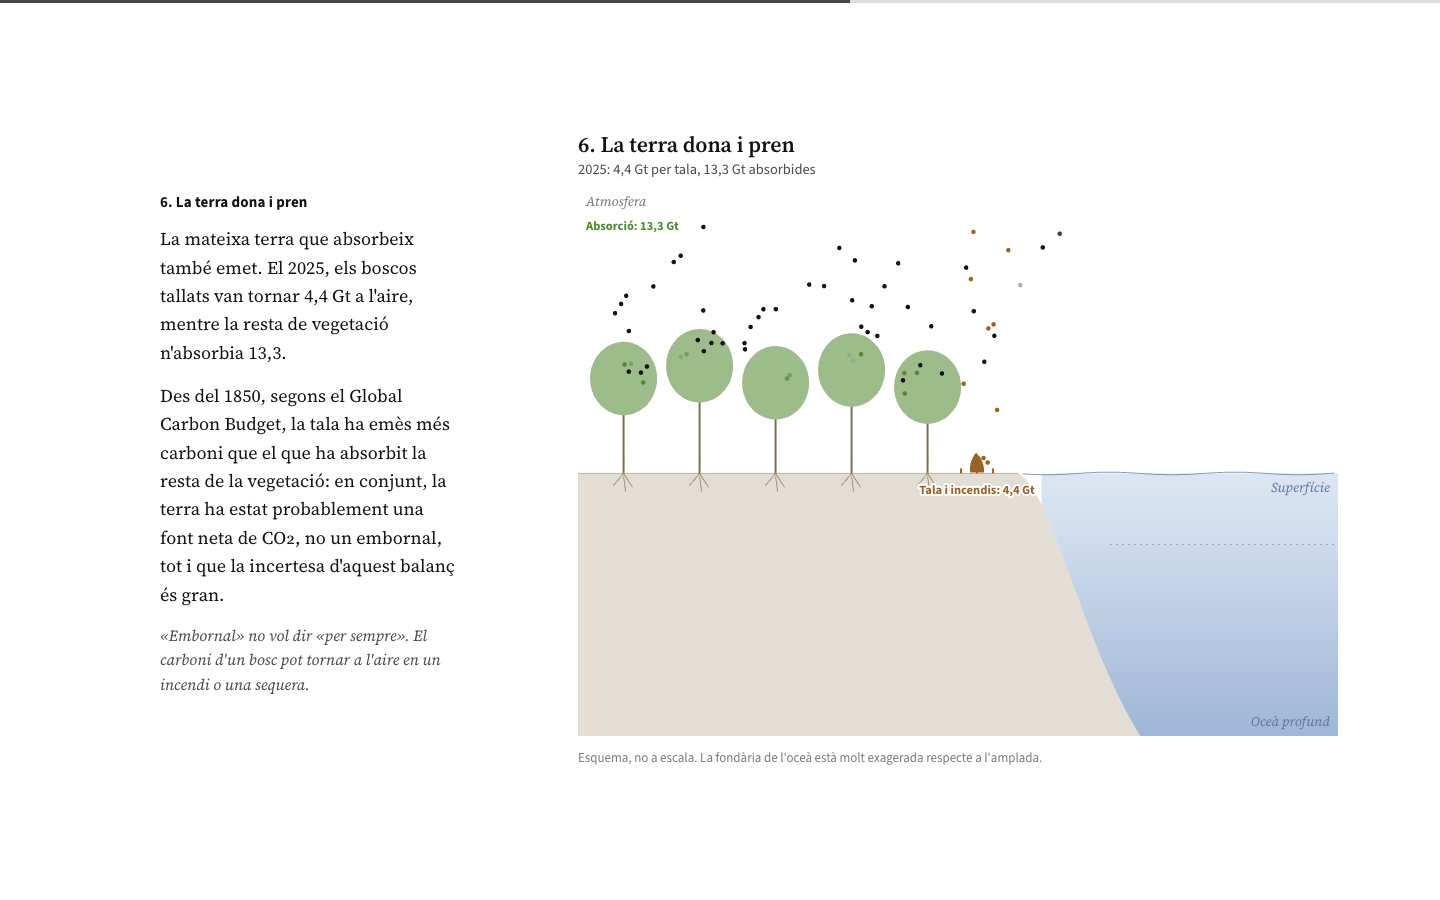 6. La terra dona i pren
La mateixa terra que absorbeix
també emet. El 2025, els boscos
tallats van tornar 4,4 Gt a l'aire,
mentre la resta de vegetació
n'absorbia 13,3.
Des del 1850, segons el Global
Carbon Budget, la tala ha emès més
carboni que el que ha absorbit la
resta de la vegetació: en conjunt, la
terra ha estat probablement una
font neta de CO₂, no un embornal,
tot i que la incertesa d'aquest balanç
és gran.
«Embornal» no vol dir «per sempre». El
carboni d'un bosc pot tornar a l'aire en un
incendi o una sequera.
6. La terra dona i pren
2025: 4,4 Gt per tala, 13,3 Gt absorbides
Atmosfera
Absorció: 13,3 Gt
Tala i incendis: 4,4 Gt
Superfície
Oceà profund
Esquema, no a escala. La fondària de l'oceà està molt exagerada respecte a l'amplada.